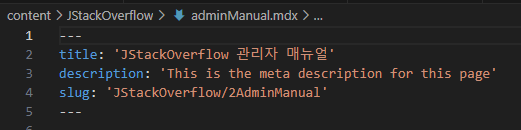 content > JStackOverflow > adminManual.mdx > ...
1 ---
2 title: 'JStackOverflow 관리자 매뉴얼'
3 description: 'This is the meta description for this page'
4 slug: 'JStackOverflow/2AdminManual'
5 ---